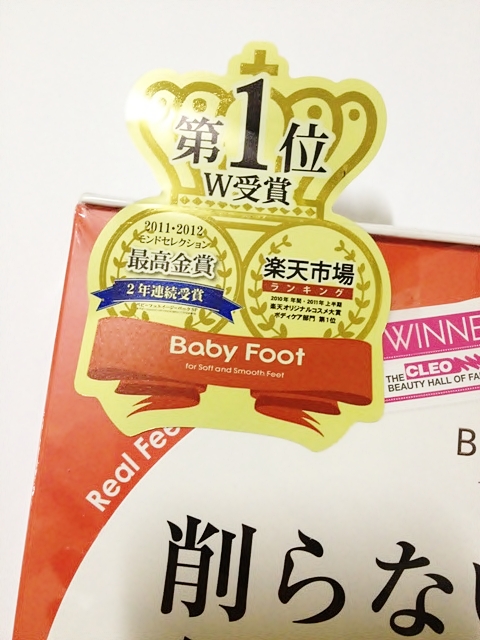 第1位
W受賞
2011・2012
モンドセレクション
最高金賞
2年連続受賞
楽天市場
ランキング
2010年 年間・2011年 上半期
楽天オリジナルコスメ大賞
ボディケア部門 第1位
Baby Foot
for Soft and Smooth Feet
WINNE
THE CLEO
BEAUTY HALL OF FA
Real Fee
B
削らな